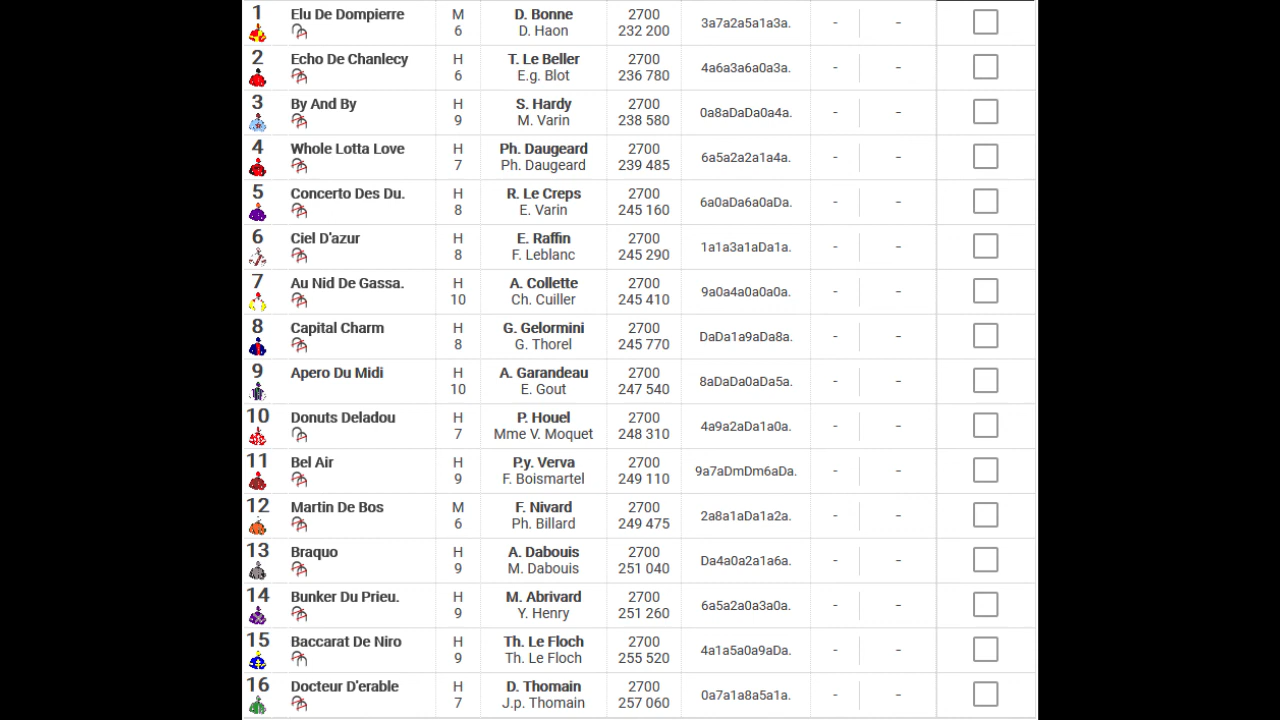 1 Elu De Dompierre M D. Bonne 2700 3a7a2a5a1a3a. - -
6 D. Haon 232 200
2 Echo De Chanlecy H T. Le Beller 2700 4a6a3a6a0a3a. - -
6 E.g. Blot 236 780
3 By And By H S. Hardy 2700 0a8aDaDa0a4a. - -
9 M. Varin 238 580
4 Whole Lotta Love H Ph. Daugeard 2700 6a5a2a2a1a4a. - -
7 Ph. Daugeard 239 485
5 Concerto Des Du. H R. Le Creps 2700 6a0aDa6a0aDa. - -
8 E. Varin 245 160
6 Ciel D'azur H E. Raffin 2700 1a1a3a1aDa1a. - -
8 F. Leblanc 245 290
7 Au Nid De Gassa. H A. Collette 2700 9a0a4a0a0a0a. - -
10 Ch. Cuiller 245 410
8 Capital Charm H G. Gelormini 2700 DaDa1a9aDa8a. - -
8 G. Thorel 245 770
9 Apero Du Midi H A. Garandeau 2700 8aDaDa0aDa5a. - -
10 E. Gout 247 540
10 Donuts Deladou H P. Houel 2700 4a9a2aDa1a0a. - -
7 Mme V. Moquet 248 310
11 Bel Air H P.y. Verva 2700 9a7aDmDm6aDa. - -
9 F. Boismartel 249 110
12 Martin De Bos M F. Nivard 2700 2a8a1aDa1a2a. - -
6 Ph. Billard 249 475
13 Braquo H A. Dabouis 2700 Da4a0a2a1a6a. - -
9 M. Dabouis 251 040
14 Bunker Du Prieu. H M. Abrivard 2700 6a5a2a0a3a0a. - -
9 Y. Henry 251 260
15 Baccarat De Niro H Th. Le Floch 2700 4a1a5a0a9aDa. - -
9 Th. Le Floch 255 520
16 Docteur D'erable H D. Thomain 2700 0a7a1a8a5a1a. - -
7 J.p. Thomain 257 060